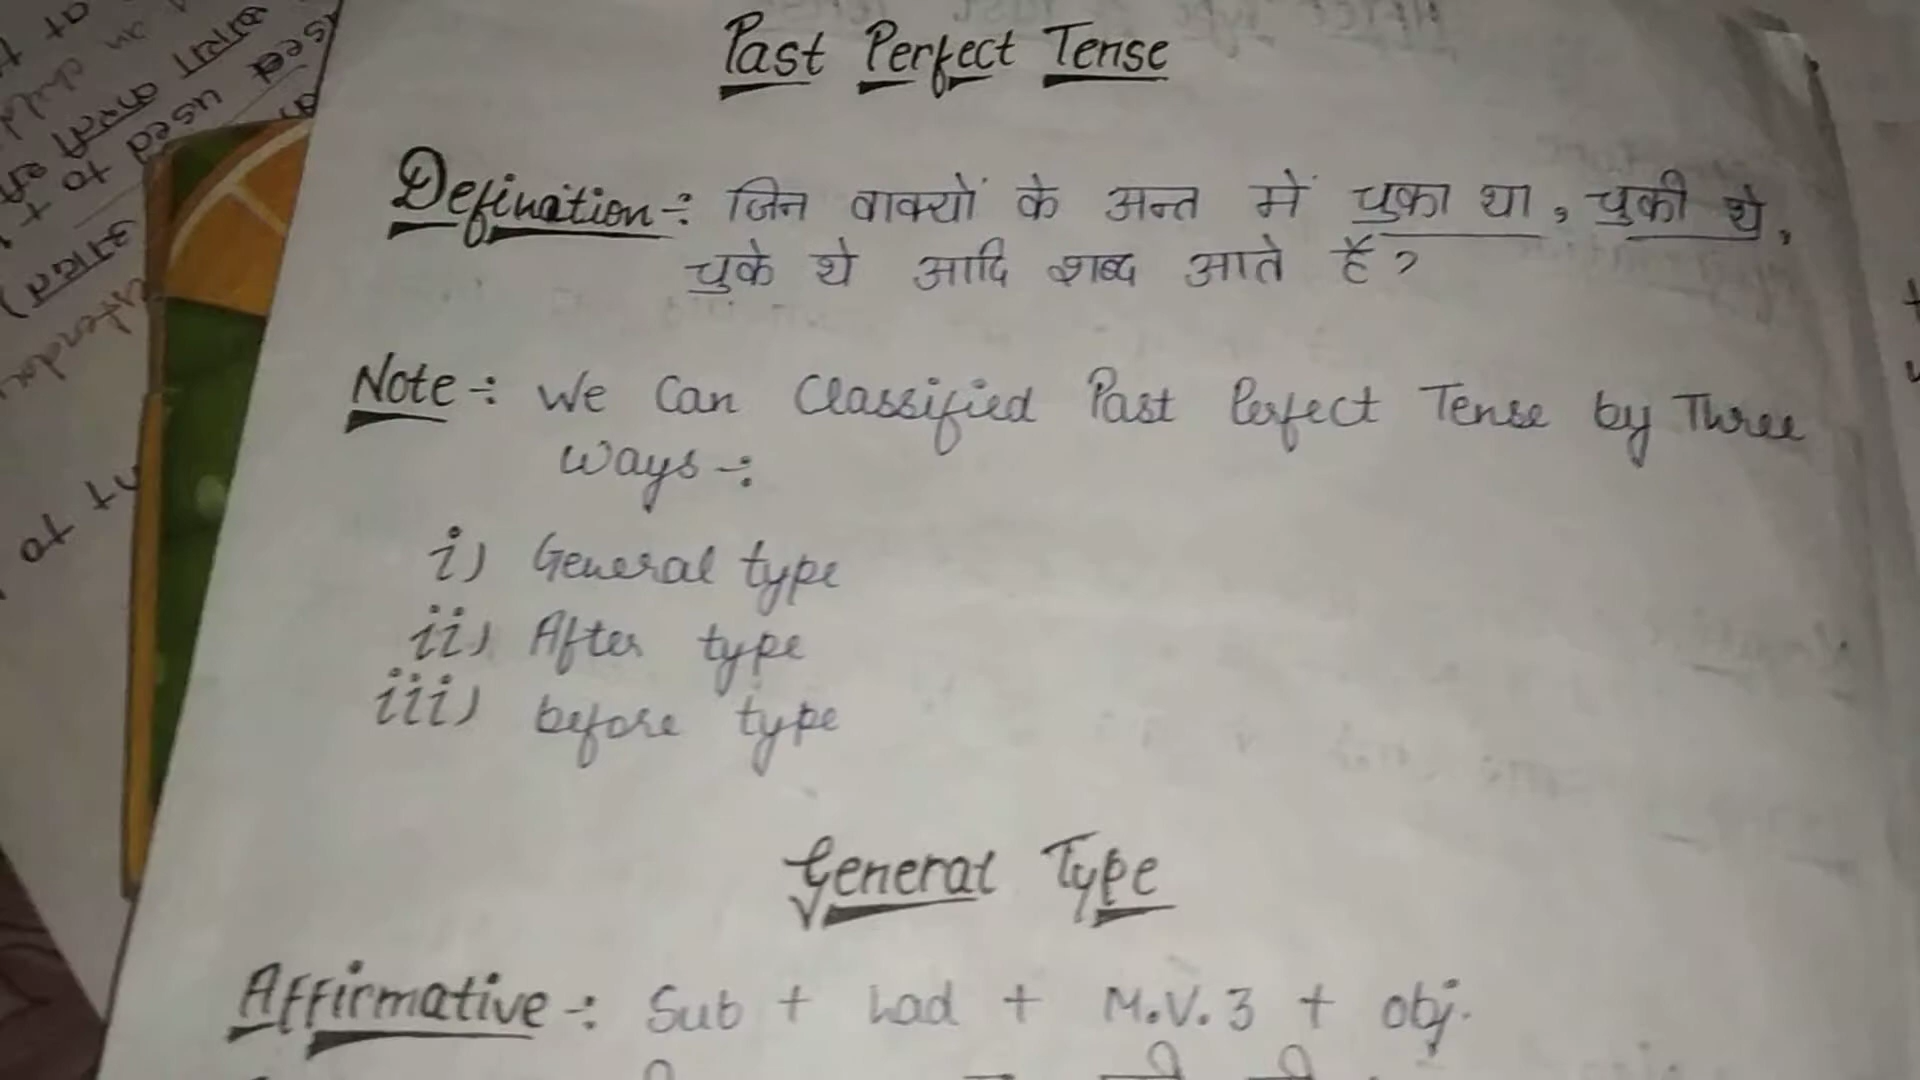 Past Perfect Tense
Defination :- जिन वाक्यों के अन्त में चुका था, चुकी थे,
चुके थे आदि शब्द आते हैं?
Note :- We Can Classified Past Perfect Tense by Three
Ways :-
i) General type
ii) After type
iii) before type
General Type
Affirmative :- Sub + had + M.V.3 + obj.